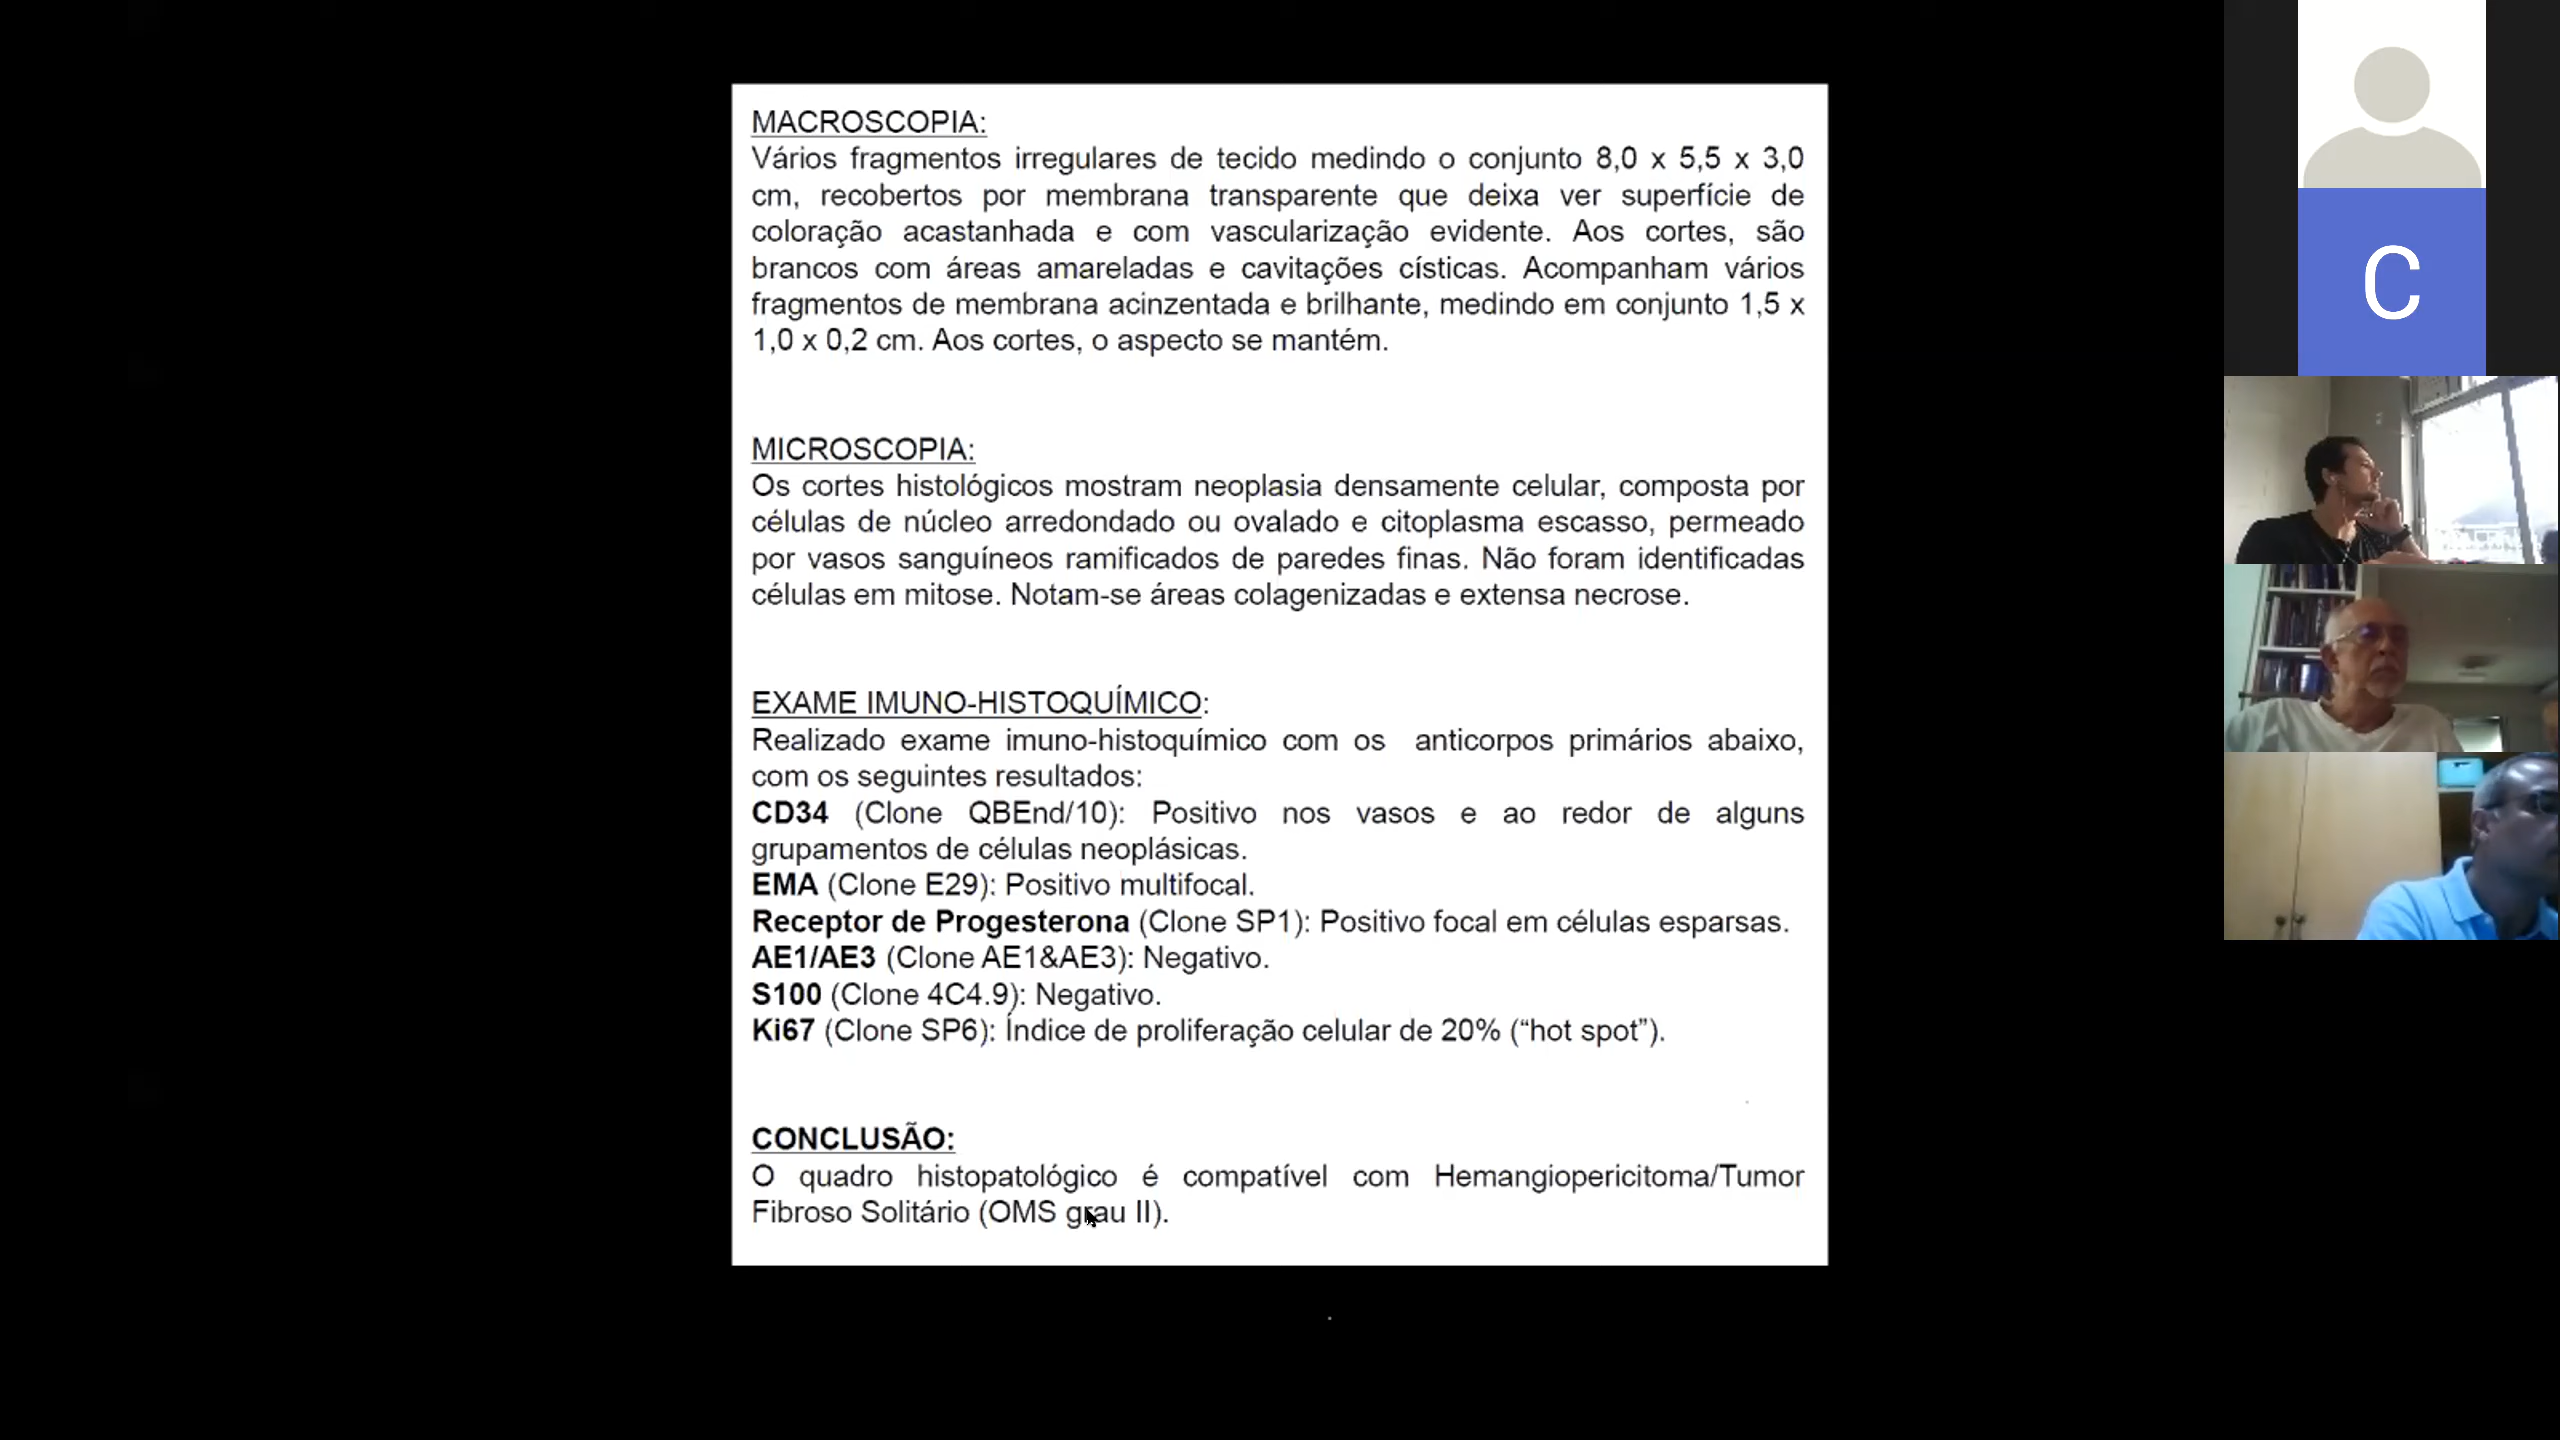 MACROSCOPIA:
Vários fragmentos irregulares de tecido medindo o conjunto 8,0 x 5,5 x 3,0
cm, recobertos por membrana transparente que deixa ver superfície de
coloração acastanhada e com vascularização evidente. Aos cortes, são
brancos com áreas amareladas e cavitações císticas. Acompanham vários
fragmentos de membrana acinzentada e brilhante, medindo em conjunto 1,5 x
1,0 x 0,2 cm. Aos cortes, o aspecto se mantém.
MICROSCOPIA:
Os cortes histológicos mostram neoplasia densamente celular, composta por
células de núcleo arredondado ou ovalado e citoplasma escasso, permeado
por vasos sanguíneos ramificados de paredes finas. Não foram identificadas
células em mitose. Notam-se áreas colagenizadas e extensa necrose.
EXAME IMUNO-HISTOQUÍMICO:
Realizado exame imuno-histoquímico com os anticorpos primários abaixo,
com os seguintes resultados:
CD34 (Clone QBEnd/10): Positivo nos vasos e ao redor de alguns
grupamentos de células neoplásicas.
EMA (Clone E29): Positivo multifocal.
Receptor de Progesterona (Clone SP1): Positivo focal em células esparsas.
AE1/AE3 (Clone AE1&AE3): Negativo.
S100 (Clone 4C4.9): Negativo.
Ki67 (Clone SP6): Índice de proliferação celular de 20% (“hot spot”).
CONCLUSÃO:
O quadro histopatológico é compatível com Hemangiopericitoma/Tumor
Fibroso Solitário (OMS grau II).
C